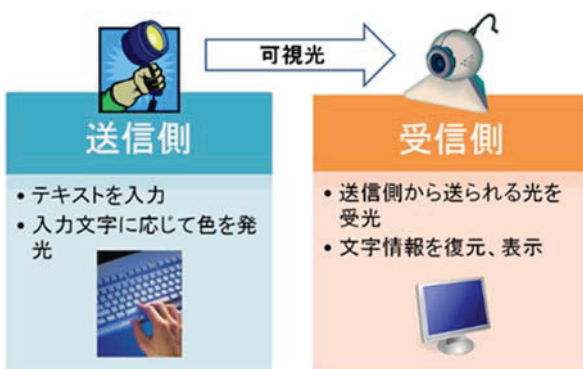 可視光
送信側
• テキストを入力
• 入力文字に応じて色を発
光
受信側
• 送信側から送られる光を
受光
• 文字情報を復元、表示